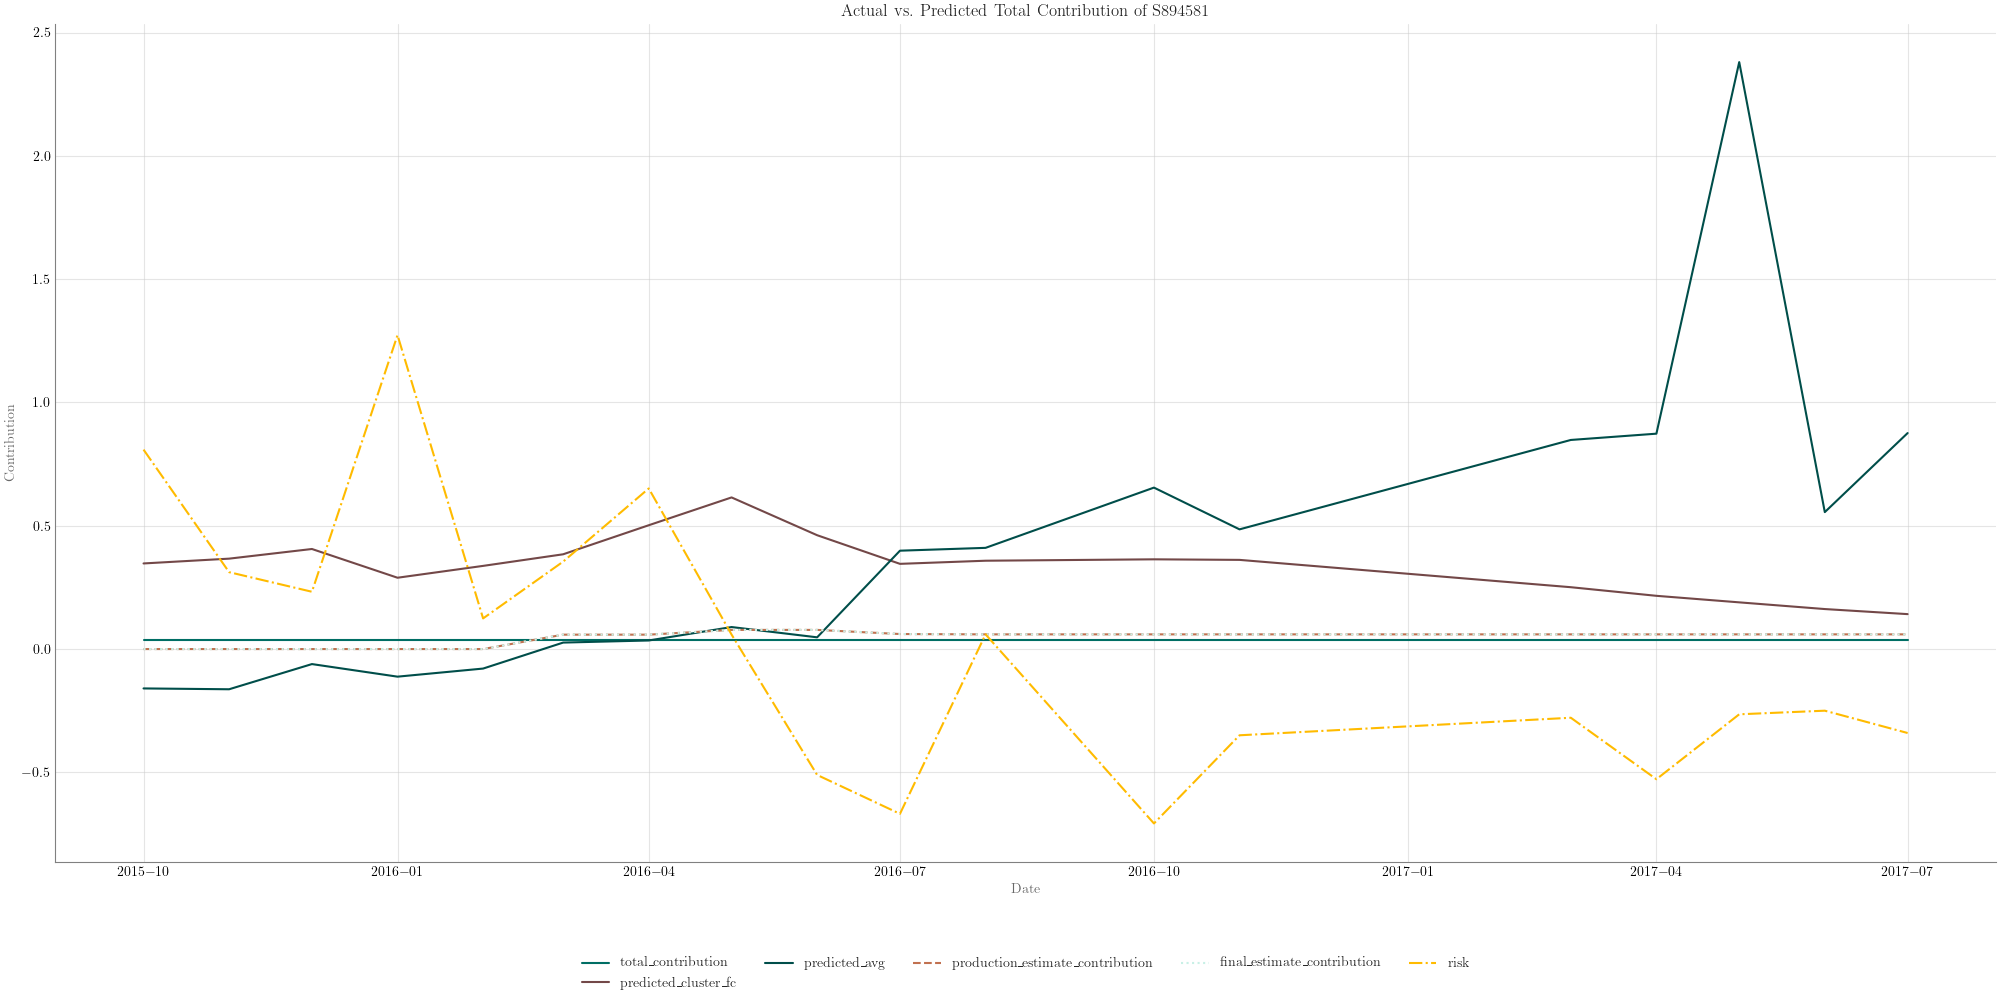 Actual vs. Predicted Total Contribution of S894581
2.5
2.0
1.5
1.0
0.5
0.0
−0.5
Contribution
2015−10 2016−01 2016−04 2016−07 2016−10 2017−01 2017−04 2017−07
Date
total_contribution predicted_avg production_estimate_contribution final_estimate_contribution risk
predicted_cluster_fc